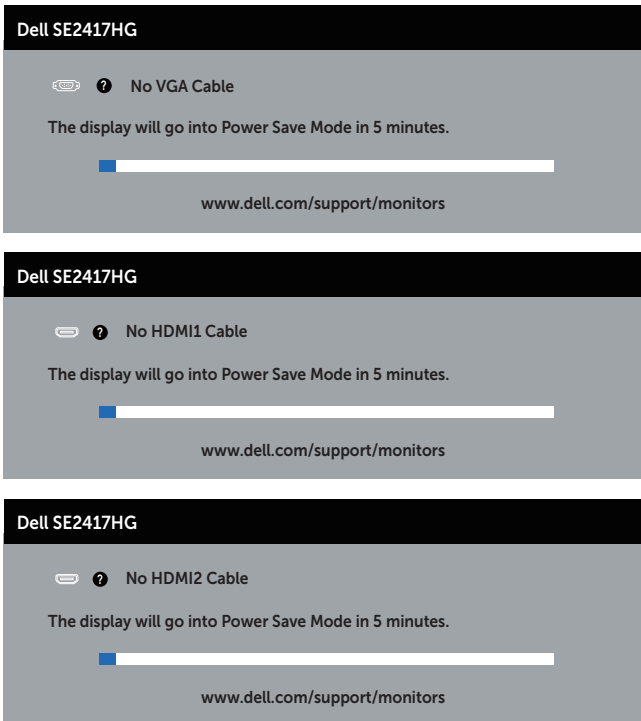 Dell SE2417HG
? No VGA Cable
The display will go into Power Save Mode in 5 minutes.
www.dell.com/support/monitors
Dell SE2417HG
? No HDMI1 Cable
The display will go into Power Save Mode in 5 minutes.
www.dell.com/support/monitors
Dell SE2417HG
? No HDMI2 Cable
The display will go into Power Save Mode in 5 minutes.
www.dell.com/support/monitors